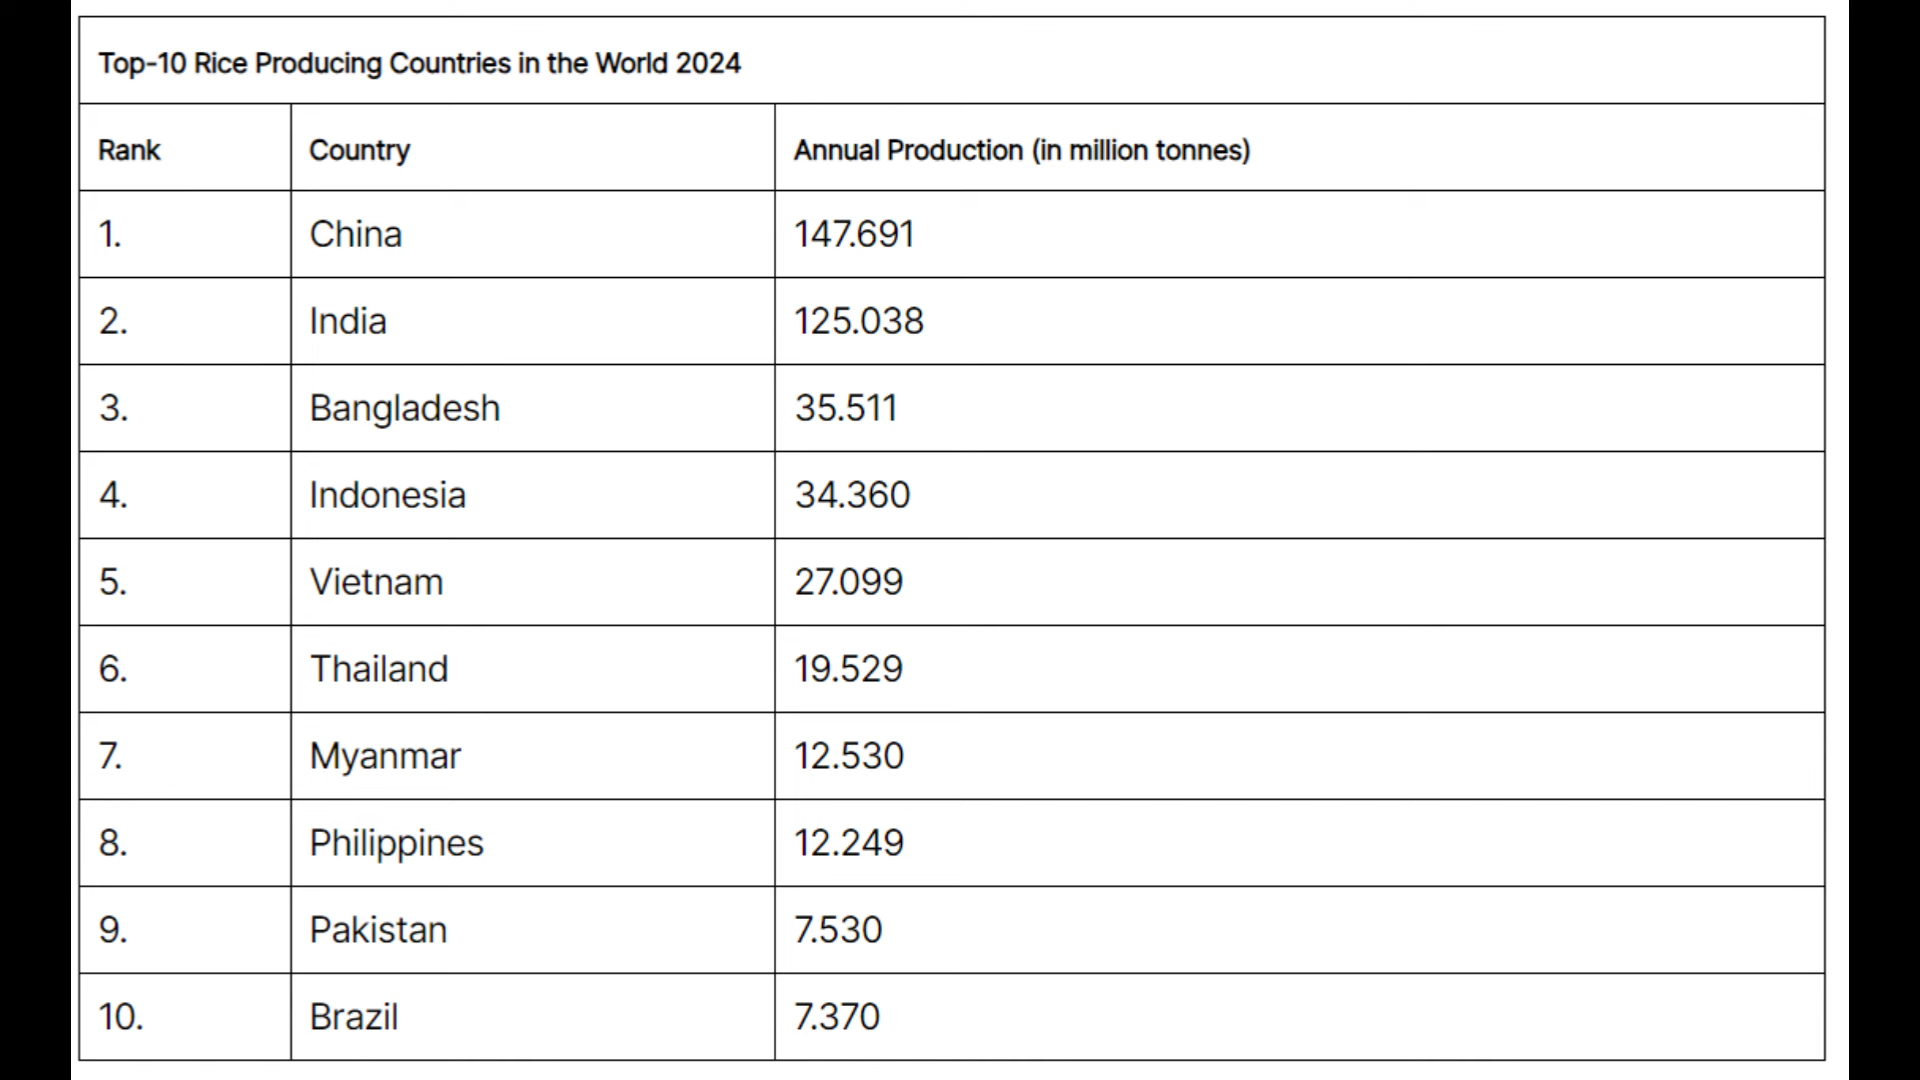 Top-10 Rice Producing Countries in the World 2024
Rank Country Annual Production (in million tonnes)
1. China 147.691
2. India 125.038
3. Bangladesh 35.511
4. Indonesia 34.360
5. Vietnam 27.099
6. Thailand 19.529
7. Myanmar 12.530
8. Philippines 12.249
9. Pakistan 7.530
10. Brazil 7.370